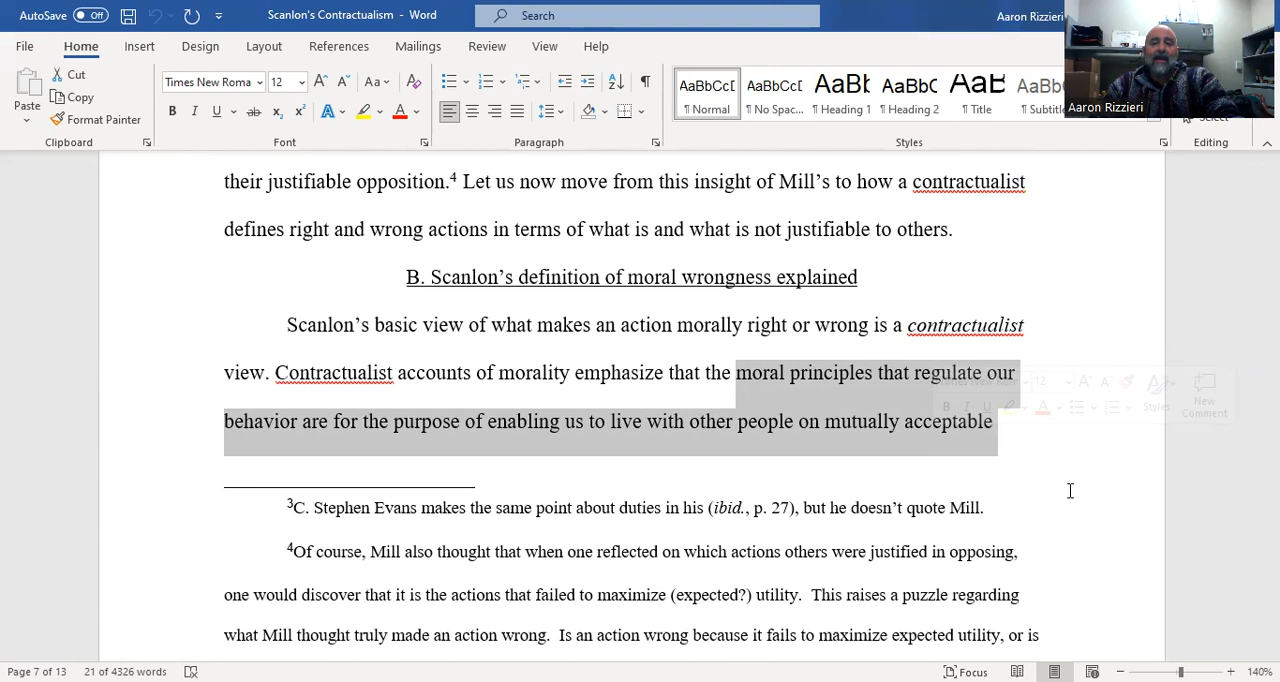 AutoSave Off Scanlon's Contractualism - Word Search Aaron Rizzieri
File Home Insert Design Layout References Mailings Review View Help
Paste Cut Copy Format Painter
Times New Roma 12 Aa
AaBbCcD AaBbCcD AaBb AaBbC AaB AaBbC
¶ Normal ¶ No Spac... ¶ Heading 1 ¶ Heading 2 ¶ Title ¶ Subtitle
Aaron Rizzieri
Select
Clipboard Font Paragraph Styles Editing
their justifiable opposition.⁴ Let us now move from this insight of Mill's to how a contractualist
defines right and wrong actions in terms of what is and what is not justifiable to others.
B. Scanlon's definition of moral wrongness explained
Scanlon's basic view of what makes an action morally right or wrong is a contractualist
view. Contractualist accounts of morality emphasize that the moral principles that regulate our
behavior are for the purpose of enabling us to live with other people on mutually acceptable
Styles New Comment
³C. Stephen Evans makes the same point about duties in his (ibid., p. 27), but he doesn't quote Mill.
⁴Of course, Mill also thought that when one reflected on which actions others were justified in opposing,
one would discover that it is the actions that failed to maximize (expected?) utility. This raises a puzzle regarding
what Mill thought truly made an action wrong. Is an action wrong because it fails to maximize expected utility, or is
Page 7 of 13 21 of 4326 words Focus 140%